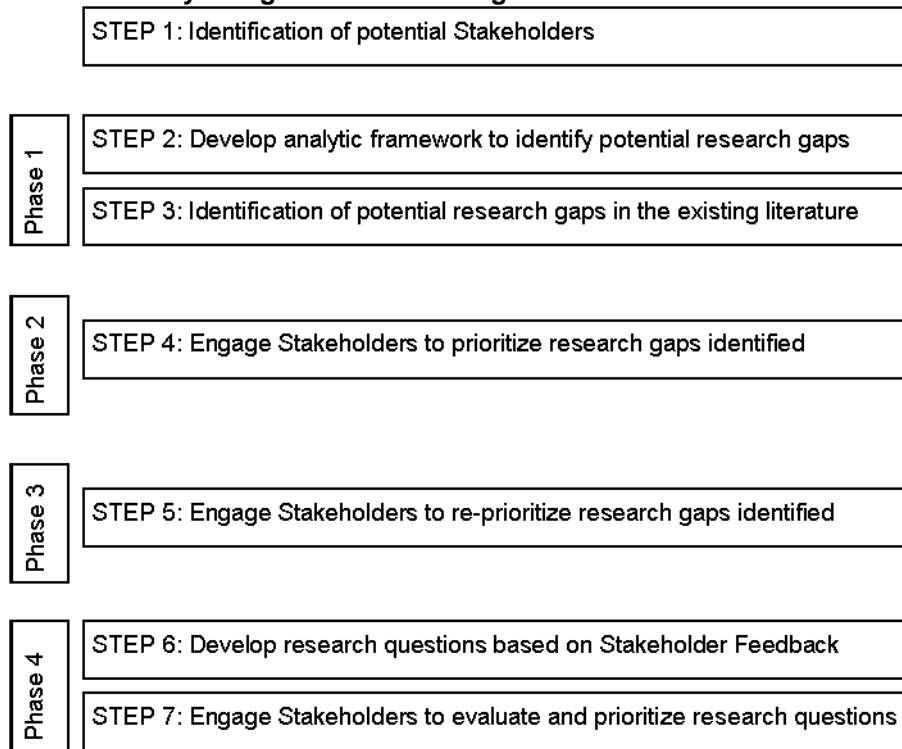 STEP 1: Identification of potential Stakeholders
Phase 1
STEP 2: Develop analytic framework to identify potential research gaps
STEP 3: Identification of potential research gaps in the existing literature
Phase 2
STEP 4: Engage Stakeholders to prioritize research gaps identified
Phase 3
STEP 5: Engage Stakeholders to re-prioritize research gaps identified
Phase 4
STEP 6: Develop research questions based on Stakeholder Feedback
STEP 7: Engage Stakeholders to evaluate and prioritize research questions